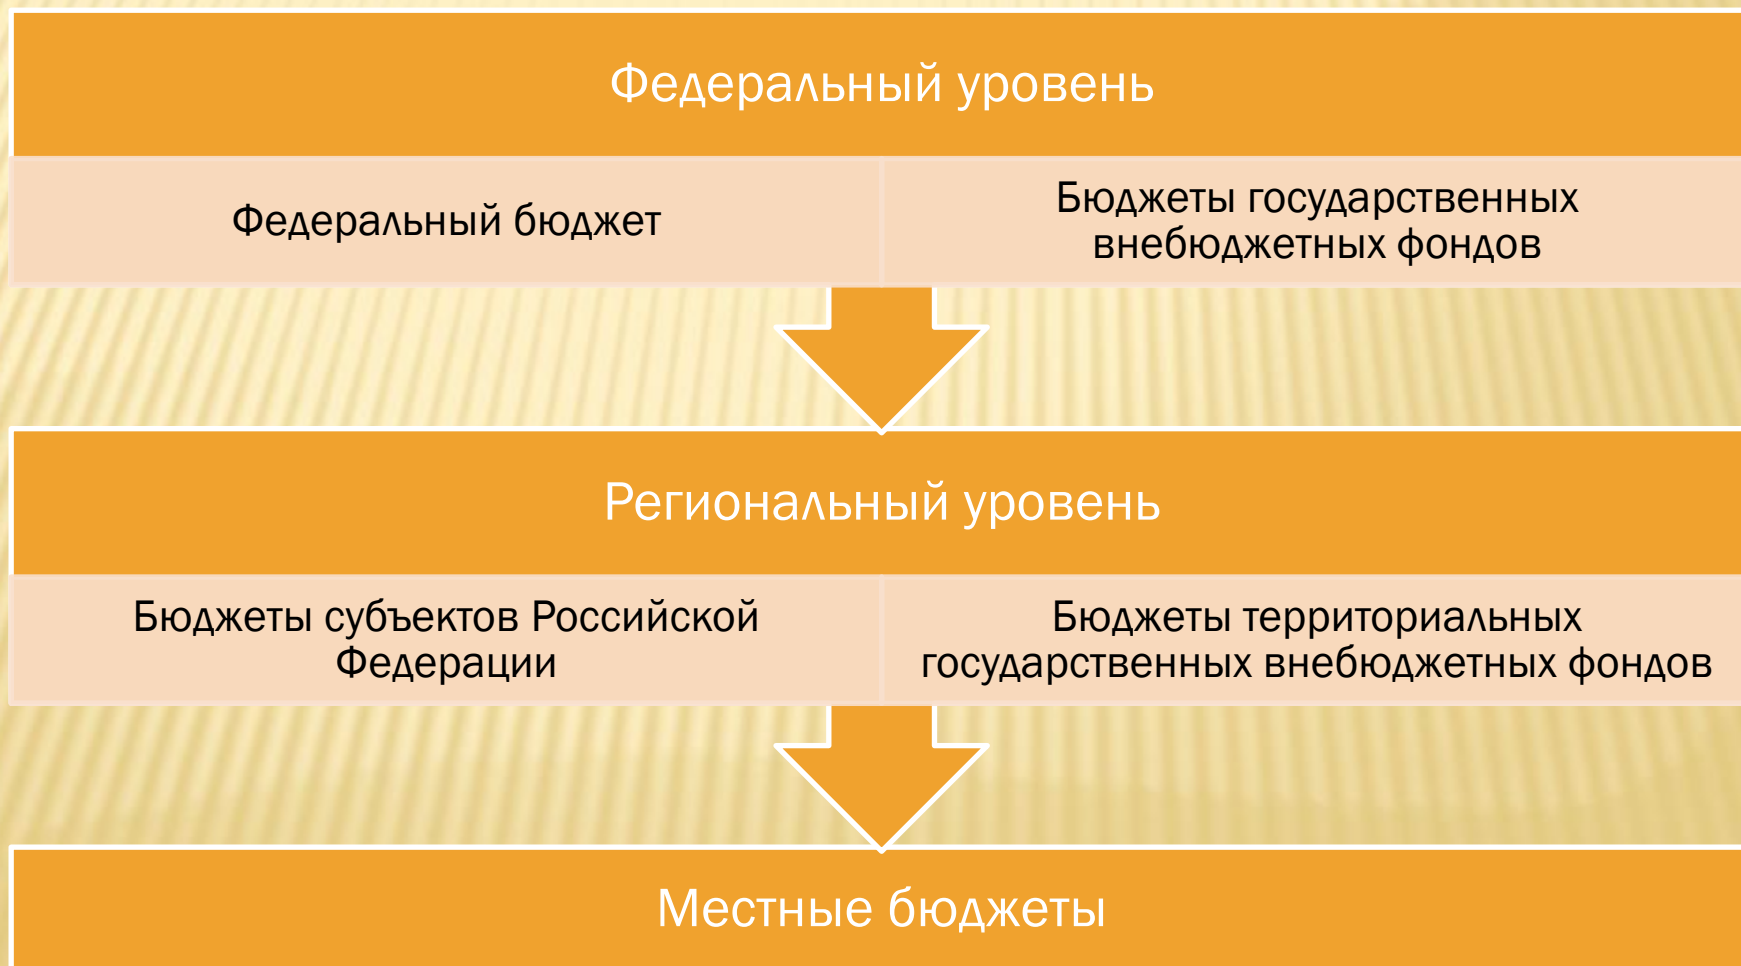 Федеральный уровень
Федеральный бюджет
Бюджеты государственных
внебюджетных фондов
Региональный уровень
Бюджеты субъектов Российской
Федерации
Бюджеты территориальных
государственных внебюджетных фондов
Местные бюджеты